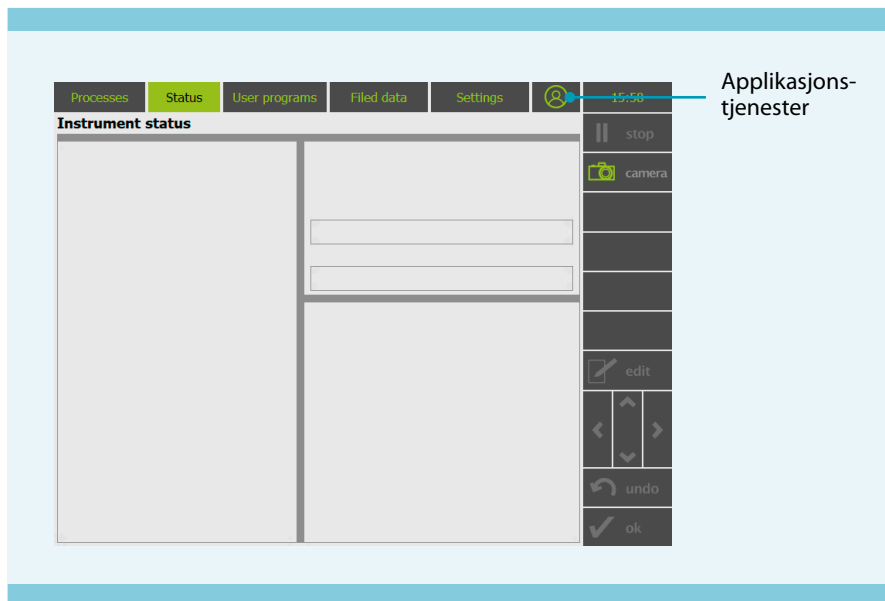 Processes Status User programs Filed data Settings 15:58
Applikasjons-
tjenester
Instrument status
stop
camera
edit
undo
ok